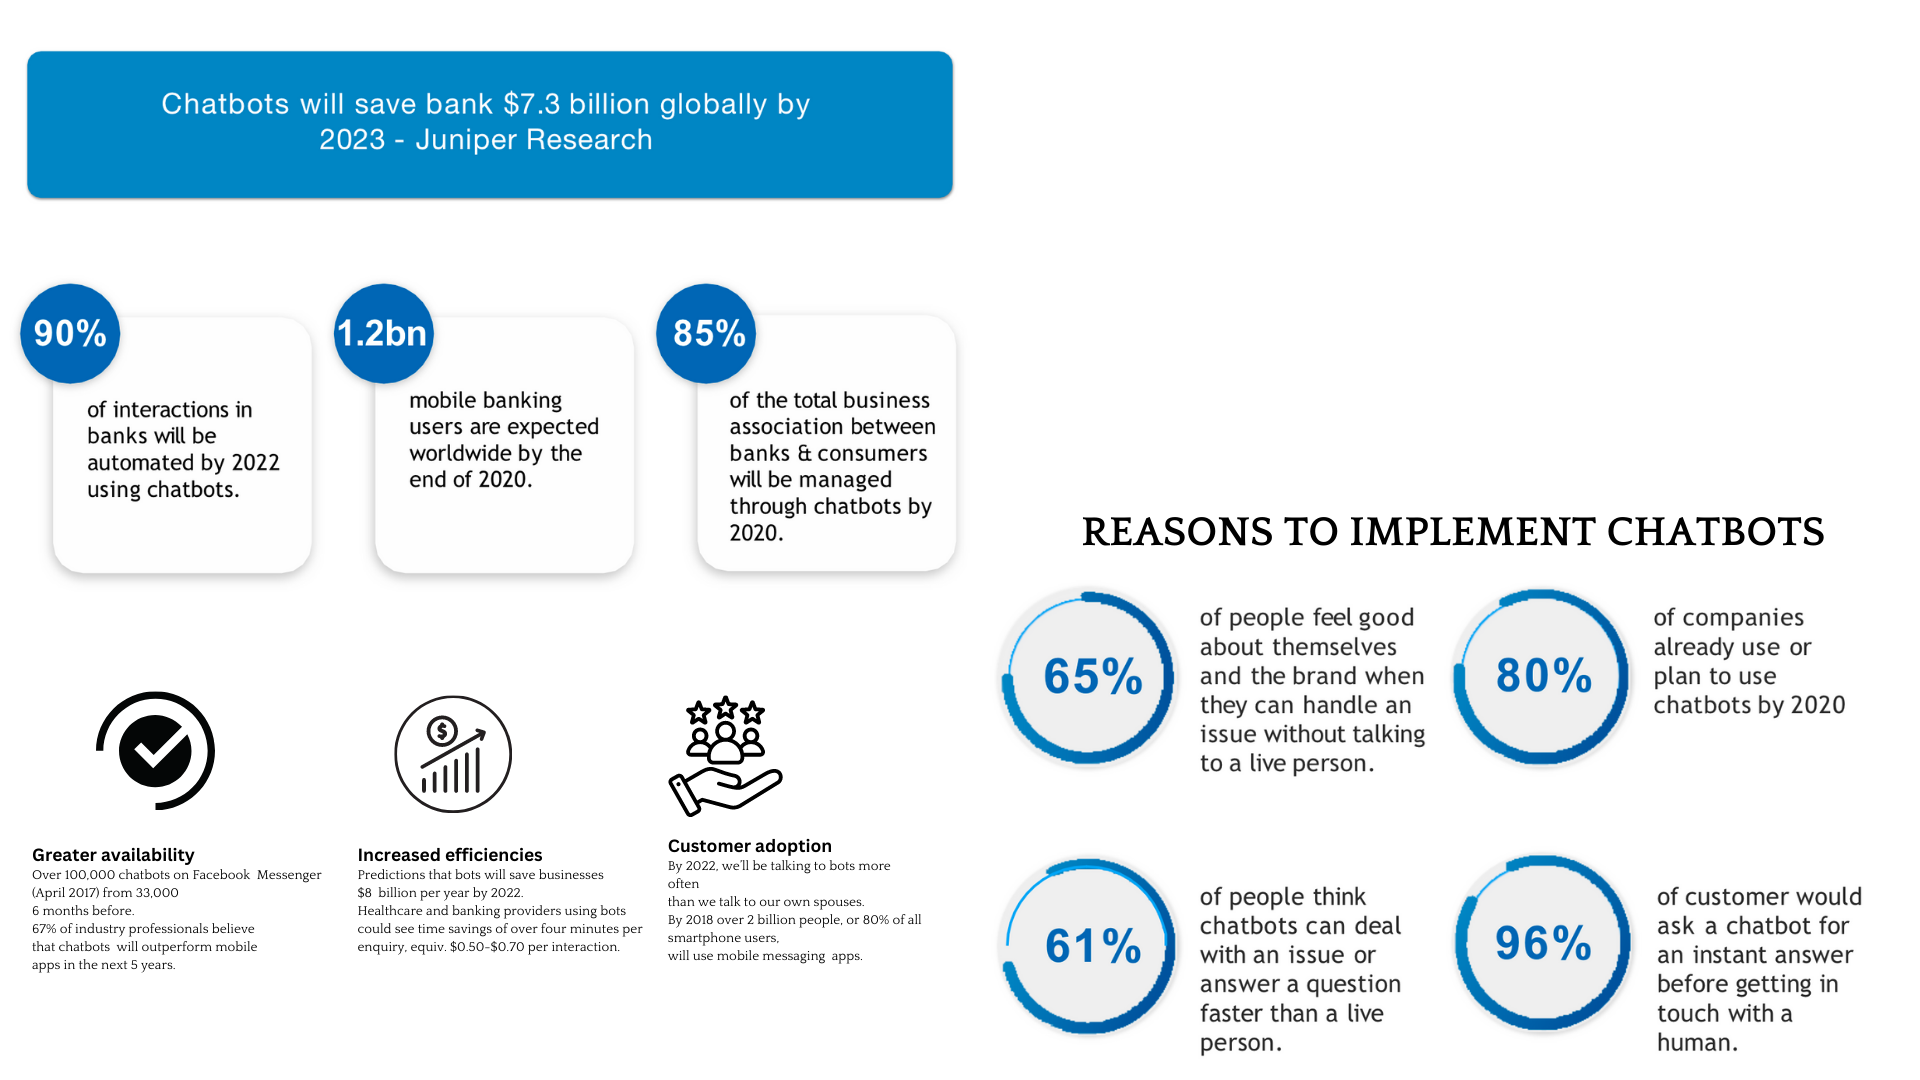 Chatbots will save bank $7.3 billion globally by
2023 - Juniper Research
90%
of interactions in
banks will be
automated by 2022
using chatbots.
1.2bn
mobile banking
users are expected
worldwide by the
end of 2020.
85%
of the total business
association between
banks & consumers
will be managed
through chatbots by
2020.
$
Greater availability
Over 100,000 chatbots on Facebook Messenger
(April 2017) from 33,000
6 months before.
67% of industry professionals believe
that chatbots will outperform mobile
apps in the next 5 years.
Increased efficiencies
Predictions that bots will save businesses
$8 billion per year by 2022.
Healthcare and banking providers using bots
could see time savings of over four minutes per
enquiry, equiv. $0.50-$0.70 per interaction.
Customer adoption
By 2022, we'll be talking to bots more
often
than we talk to our own spouses.
By 2018 over 2 billion people, or 80% of all
smartphone users,
will use mobile messaging apps.
REASONS TO IMPLEMENT CHATBOTS
65%
of people feel good
about themselves
and the brand when
they can handle an
issue without talking
to a live person.
80%
of companies
already use or
plan to use
chatbots by 2020
61%
of people think
chatbots can deal
with an issue or
answer a question
faster than a live
person.
96%
of customer would
ask a chatbot for
an instant answer
before getting in
touch with a
human.